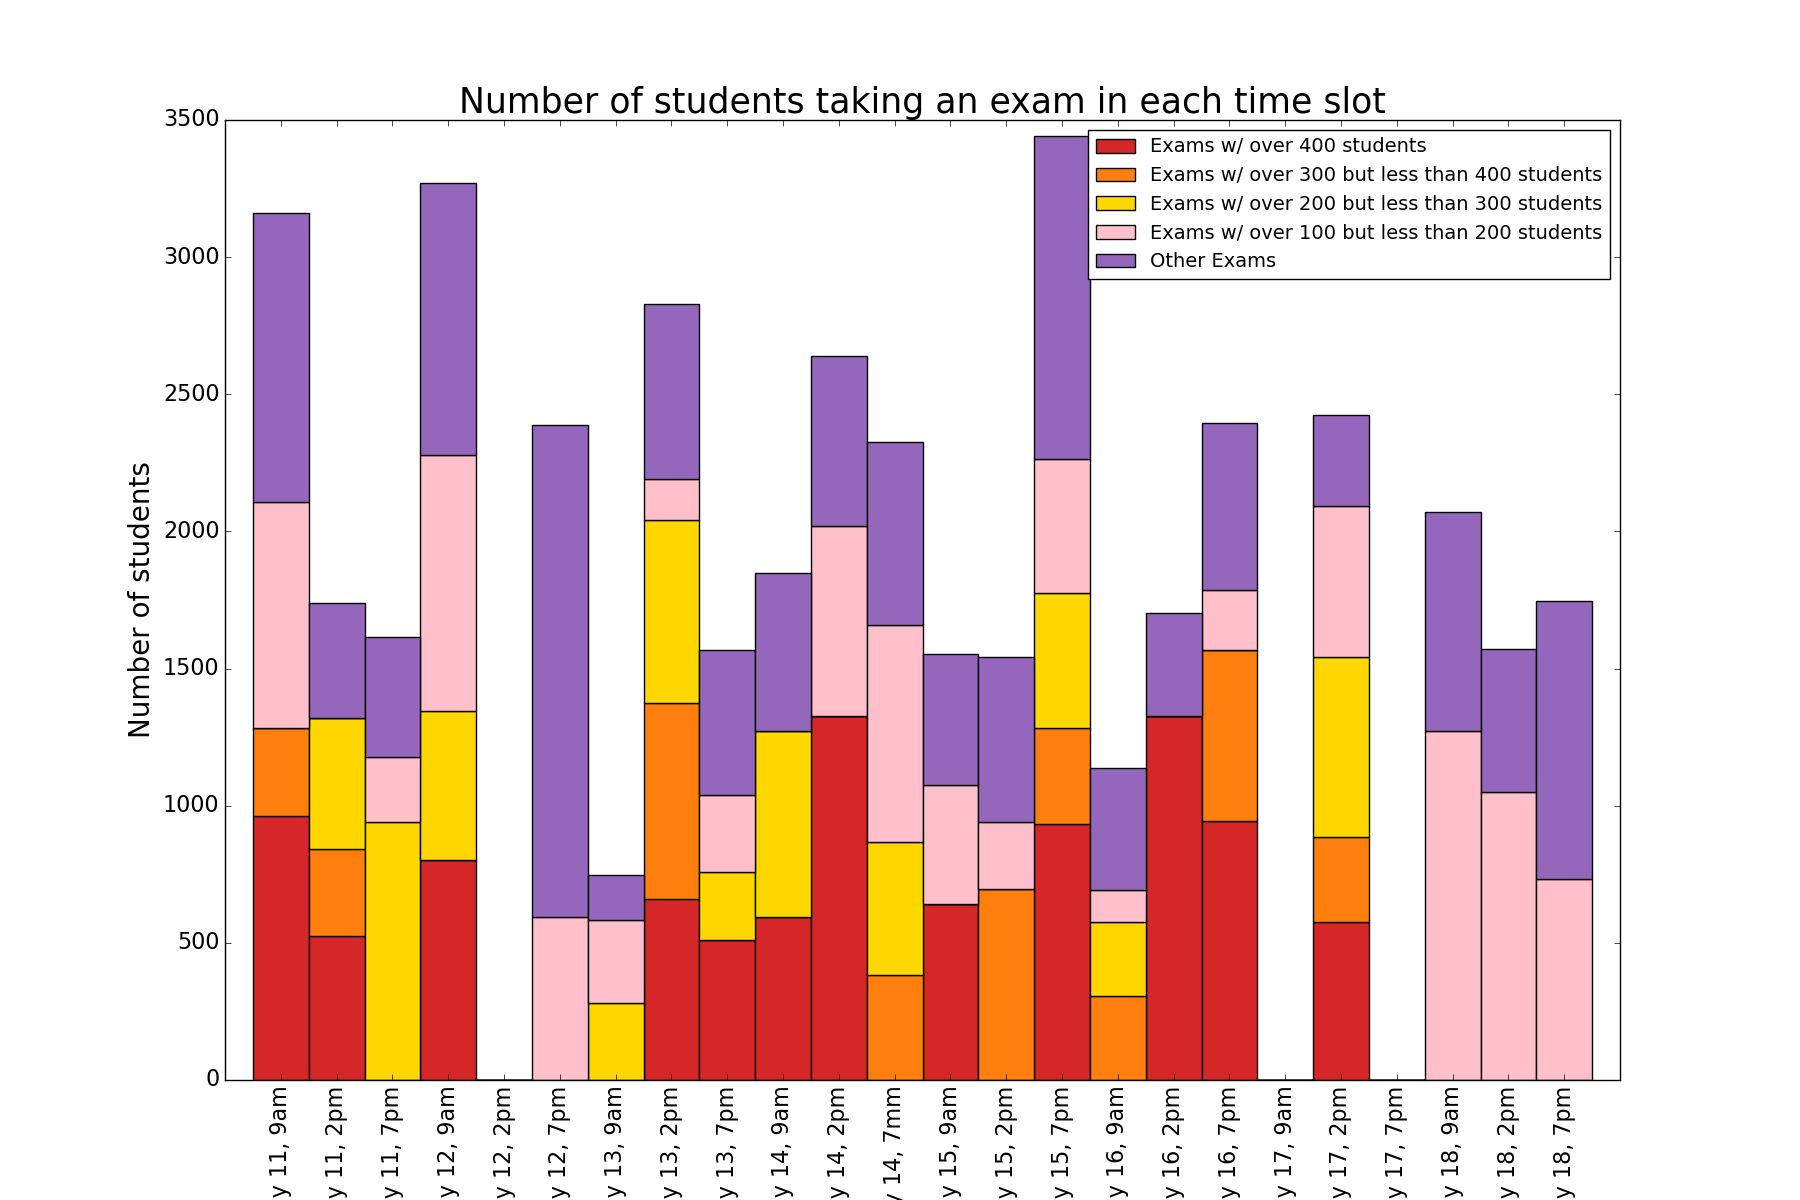 Number of students taking an exam in each time slot
Number of students
3500
3000
2500
2000
1500
1000
500
0
Exams w/ over 400 students
Exams w/ over 300 but less than 400 students
Exams w/ over 200 but less than 300 students
Exams w/ over 100 but less than 200 students
Other Exams
y 11, 9am
y 11, 2pm
y 11, 7pm
y 12, 9am
y 12, 2pm
y 12, 7pm
y 13, 9am
y 13, 2pm
y 13, 7pm
y 14, 9am
y 14, 2pm
y 14, 7mm
y 15, 9am
y 15, 2pm
y 15, 7pm
y 16, 9am
y 16, 2pm
y 16, 7pm
y 17, 9am
y 17, 2pm
y 17, 7pm
y 18, 9am
y 18, 2pm
y 18, 7pm